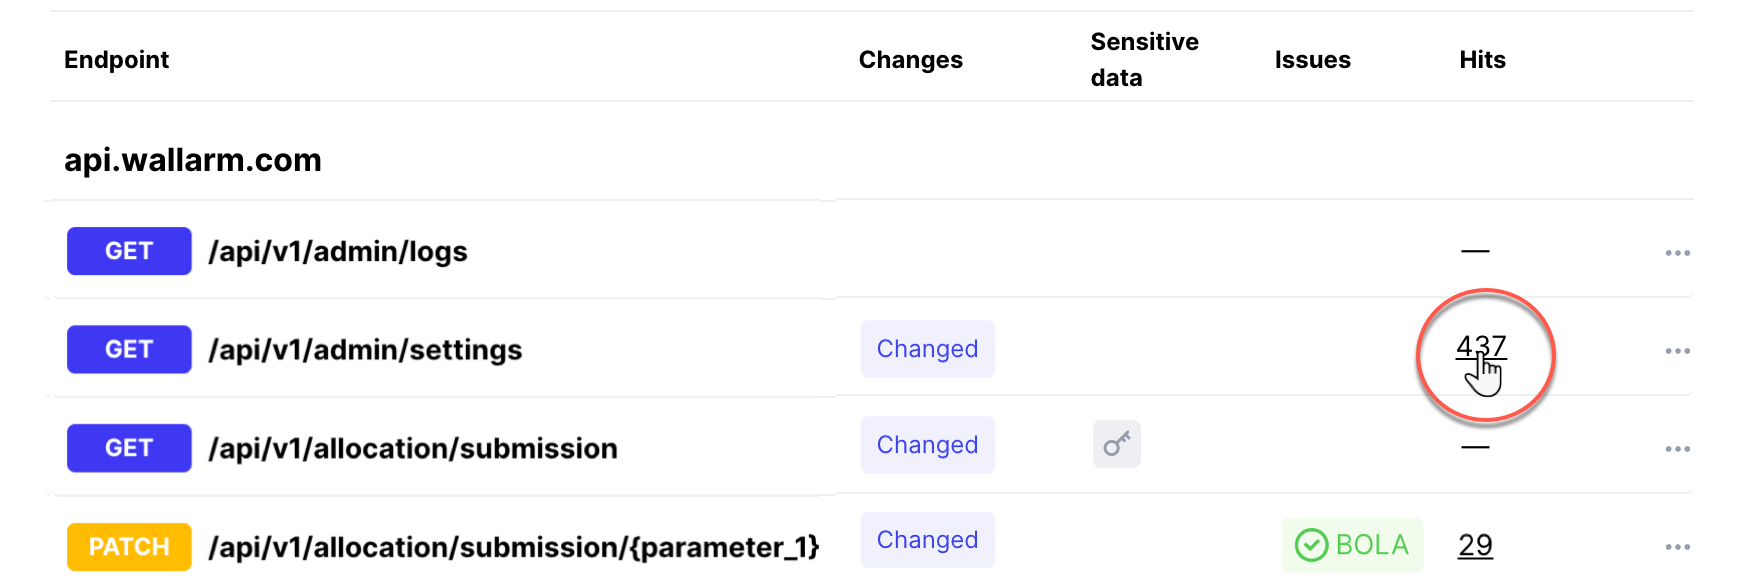 Endpoint Changes Sensitive data Issues Hits
api.wallarm.com
GET /api/v1/admin/logs — ...
GET /api/v1/admin/settings Changed 437 ...
GET /api/v1/allocation/submission Changed — ...
PATCH /api/v1/allocation/submission/{parameter_1} Changed BOLA 29 ...